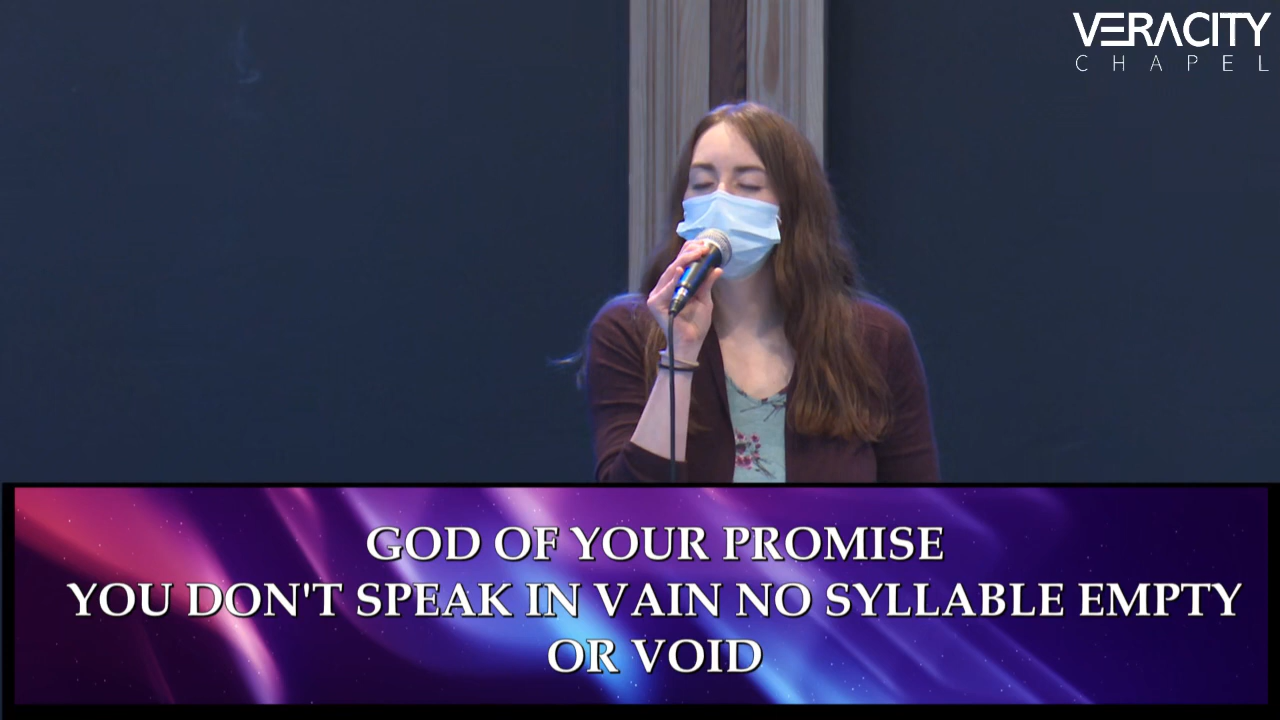 VERACITY
CHAPEL
GOD OF YOUR PROMISE
YOU DON'T SPEAK IN VAIN NO SYLLABLE EMPTY
OR VOID